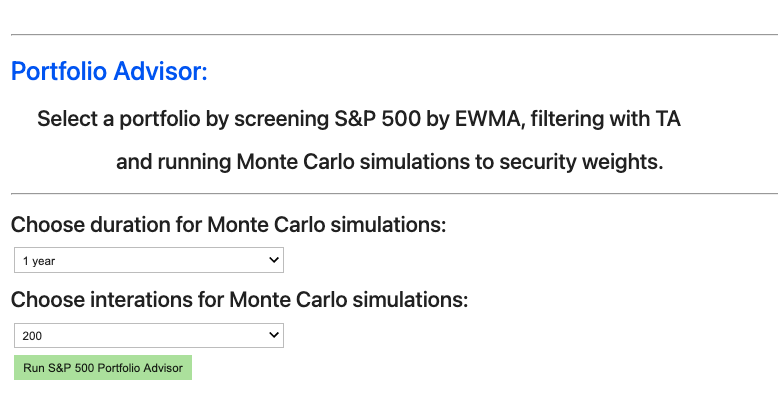 Portfolio Advisor:
Select a portfolio by screening S&P 500 by EWMA, filtering with TA
and running Monte Carlo simulations to security weights.
Choose duration for Monte Carlo simulations:
1 year
Choose interations for Monte Carlo simulations:
200
Run S&P 500 Portfolio Advisor